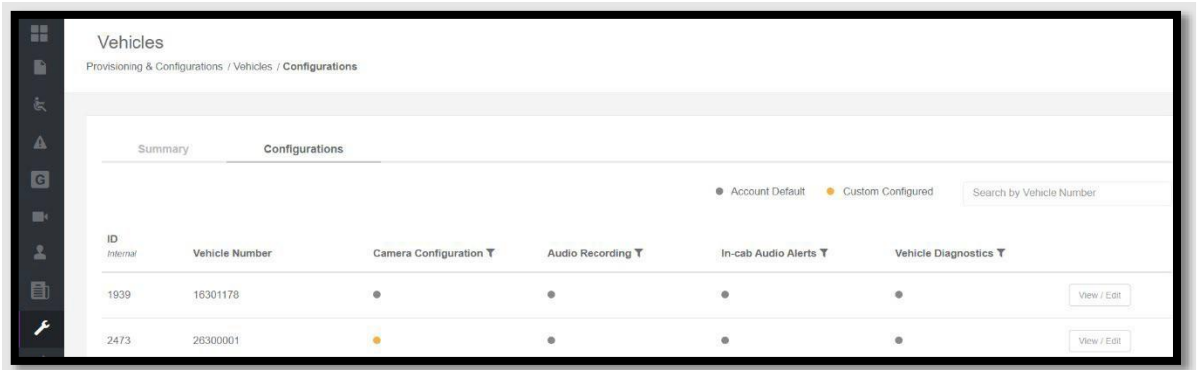 Vehicles
Provisioning & Configurations / Vehicles / Configurations
Summary Configurations
Account Default Custom Configured Search by Vehicle Number
ID
Internal Vehicle Number Camera Configuration Audio Recording In-cab Audio Alerts Vehicle Diagnostics
1939 16301178 View / Edit
2473 26300001 View / Edit
G